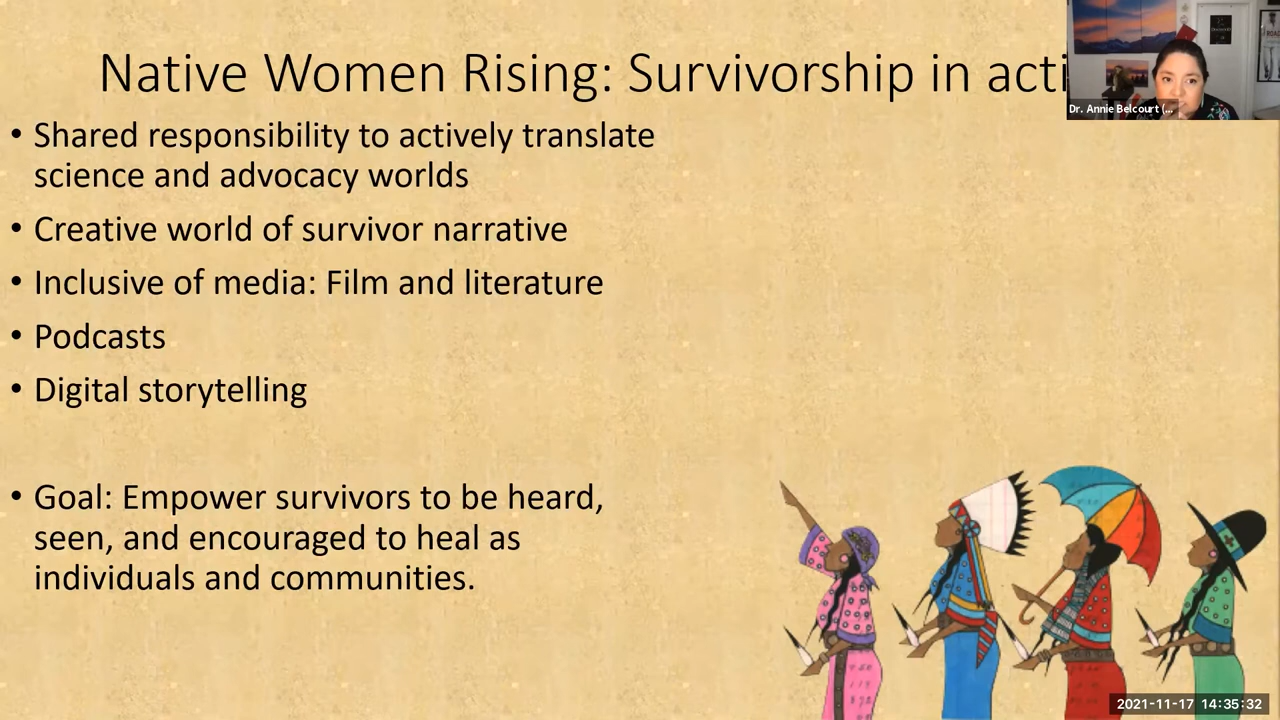 Native Women Rising: Survivorship in acti
Dr. Annie Belcourt (...
• Shared responsibility to actively translate
science and advocacy worlds
• Creative world of survivor narrative
• Inclusive of media: Film and literature
• Podcasts
• Digital storytelling
• Goal: Empower survivors to be heard,
seen, and encouraged to heal as
individuals and communities.
2021-11-17 14:35:32